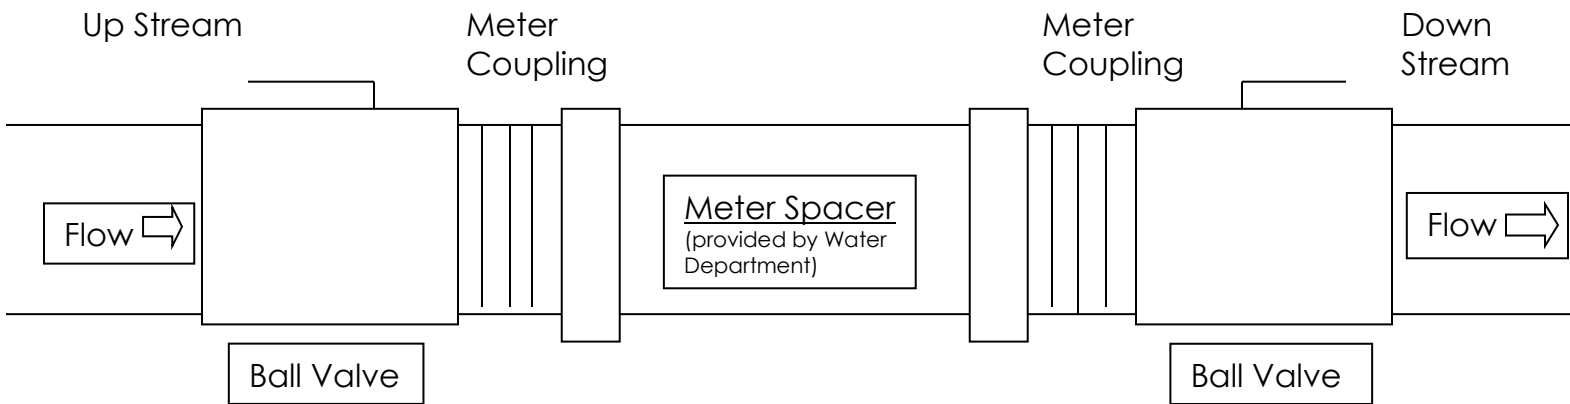 Up Stream
Meter
Coupling
Meter
Coupling
Down
Stream
Flow
Meter Spacer
(provided by Water
Department)
Flow
Ball Valve
Ball Valve